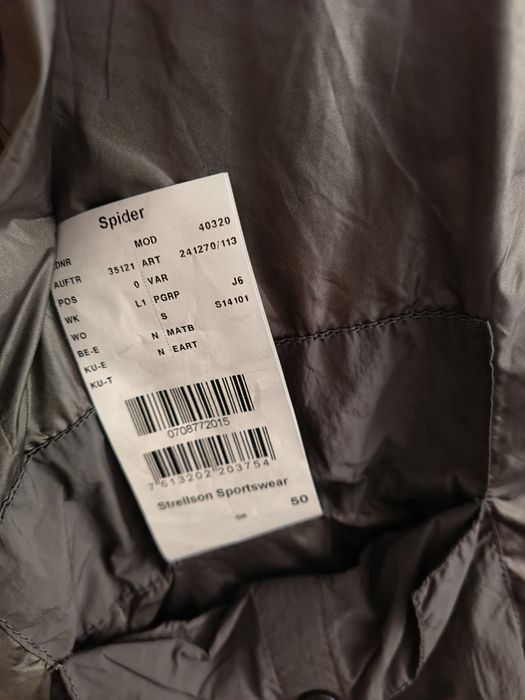 Spider
DNR MOD 40320
AUFTR 35121 ART 241270/113
POS 0 VAR
WK L1 PGRP J6
WO S S14101
BE-E N MATB
KU-E N EART
KU-T
0708772015
7 613202 203754
Strellson Sportswear
GR 50